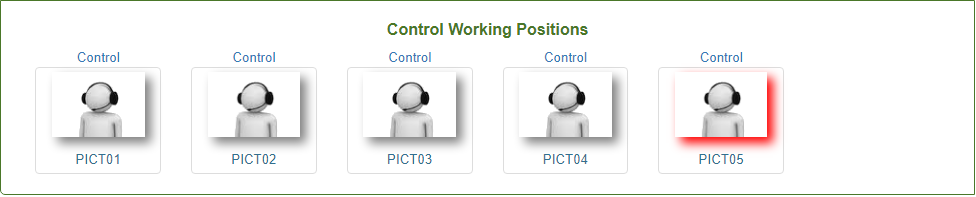 Control Working Positions
Control Control Control Control Control
PICT01 PICT02 PICT03 PICT04 PICT05